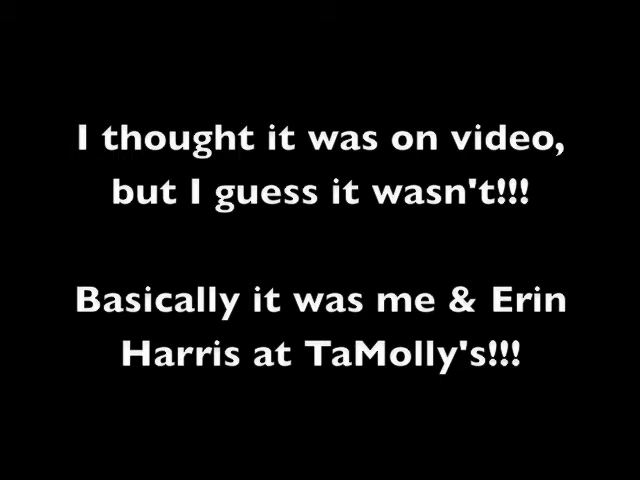 I thought it was on video,
but I guess it wasn't!!!
Basically it was me & Erin
Harris at TaMolly's!!!